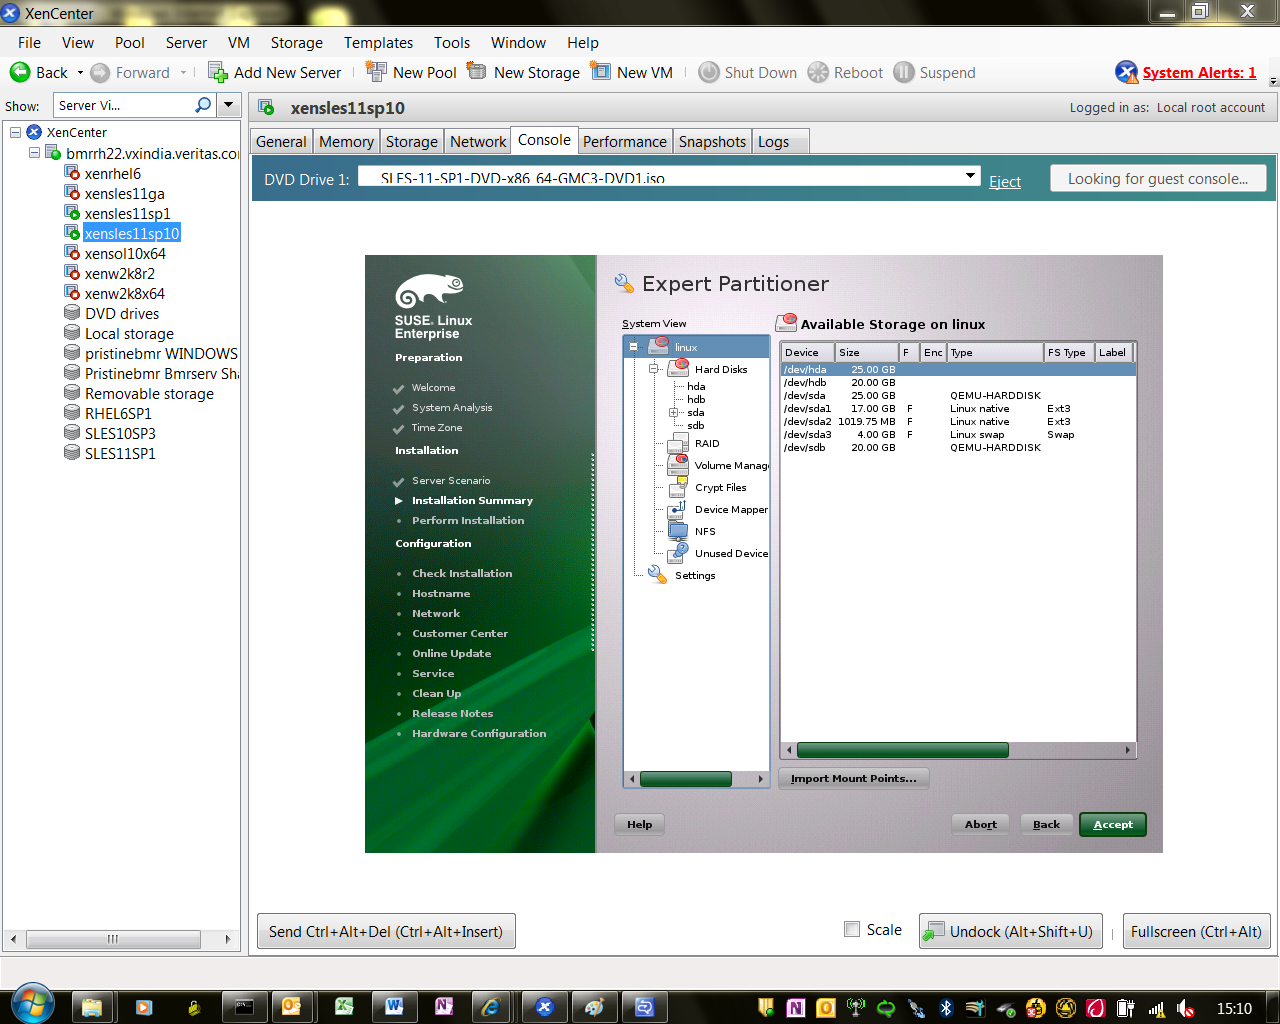 XenCenter
File View Pool Server VM Storage Templates Tools Window Help
Back Forward Add New Server New Pool New Storage New VM Shut Down Reboot Suspend System Alerts: 1
Show: Server Vi...
xensles11sp10 Logged in as: Local root account
XenCenter
bmrrh22.vxindia.veritas.co
xenrhel6
xensles11ga
xensles11sp1
xensles11sp10
xensol10x64
xenw2k8r2
xenw2k8x64
DVD drives
Local storage
pristinebmr WINDOWS
Pristinebmr Bmrserv Sha
Removable storage
RHEL6SP1
SLES10SP3
SLES11SP1
General Memory Storage Network Console Performance Snapshots Logs
DVD Drive 1: SLES-11-SP1-DVD-x86_64-GMC3-DVD1.iso Eject Looking for guest console...
SUSE. Linux
Enterprise
Preparation
Welcome
System Analysis
Time Zone
Installation
Server Scenario
Installation Summary
Perform Installation
Configuration
Check Installation
Hostname
Network
Customer Center
Online Update
Service
Clean Up
Release Notes
Hardware Configuration
Expert Partitioner
System View
linux
Hard Disks
hda
hdb
sda
sdb
RAID
Volume Manag
Crypt Files
Device Mapper
NFS
Unused Device
Settings
Available Storage on linux
Device Size F Enc Type FS Type Label
/dev/hda 25.00 GB
/dev/hdb 20.00 GB
/dev/sda 25.00 GB QEMU-HARDDISK
/dev/sda1 17.00 GB F Linux native Ext3
/dev/sda2 1019.75 MB F Linux native Ext3
/dev/sda3 4.00 GB F Linux swap Swap
/dev/sdb 20.00 GB QEMU-HARDDISK
Import Mount Points...
Help Abort Back Accept
Send Ctrl+Alt+Del (Ctrl+Alt+Insert) Scale Undock (Alt+Shift+U) Fullscreen (Ctrl+Alt)
15:10